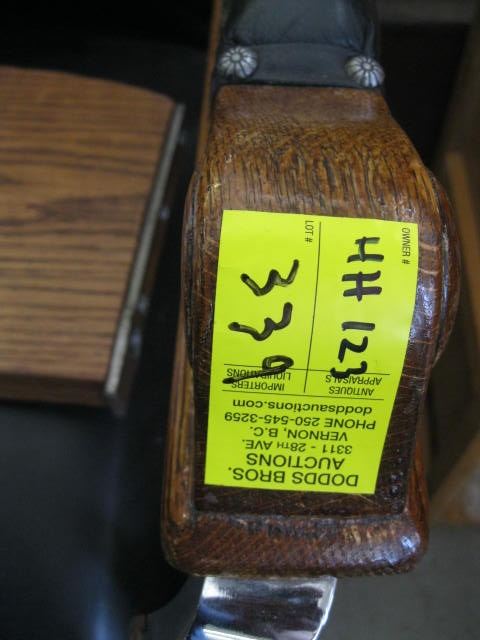 DODDS BROS.
AUCTIONS
3311 - 28TH AVE.
VERNON, B.C.
PHONE 250-545-3259
doddsauctions.com
ANTIQUES IMPORTERS
APPRAISALS LIQUIDATIONS
OWNER #
HH 123
LOT #
339